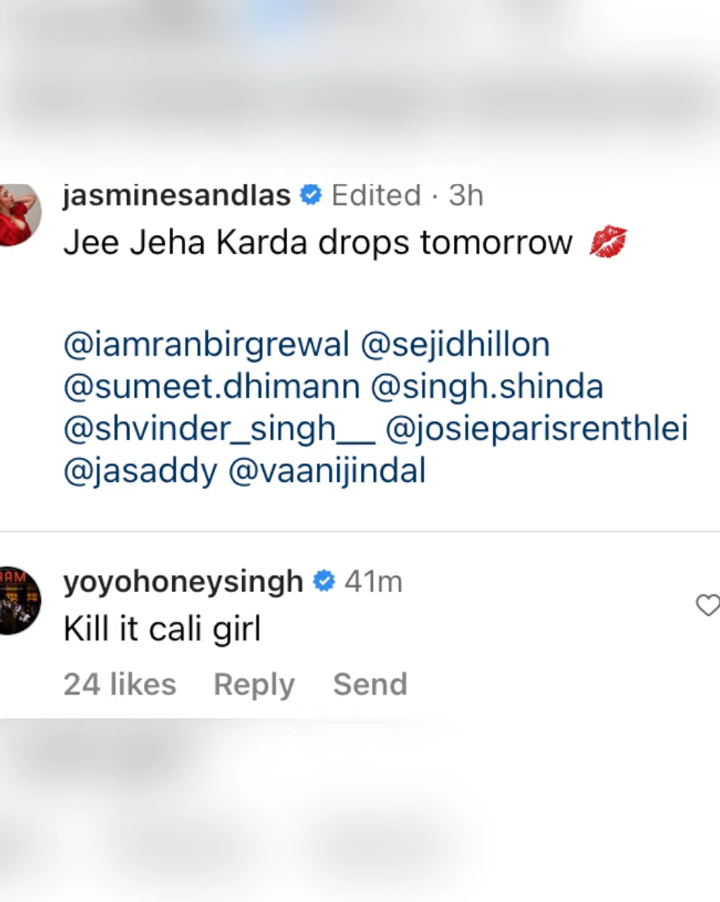 jasminesandlas Edited · 3h
Jee Jeha Karda drops tomorrow 💋
@iamranbirgrewal @sejidhillon
@sumeet.dhimann @singh.shinda
@shvinder_singh__ @josieparisrenthlei
@jasaddy @vaanijindal
yoyohoneysingh 41m
Kill it cali girl
24 likes Reply Send